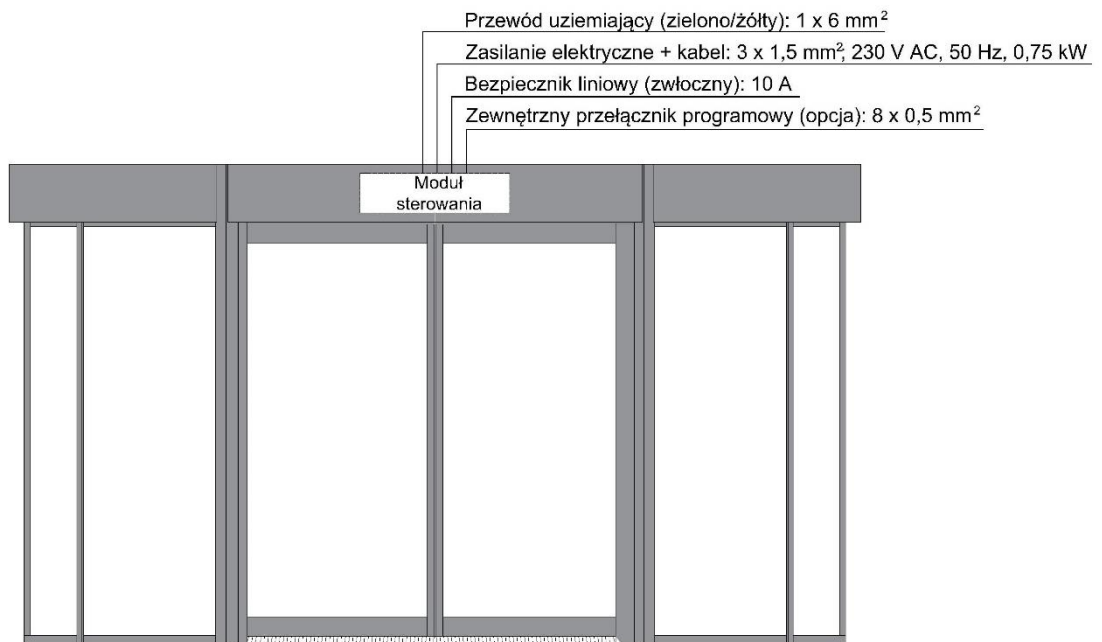 Przewód uziemiający (zielono/żółty): 1 x 6 mm²
Zasilanie elektryczne + kabel: 3 x 1,5 mm², 230 V AC, 50 Hz, 0,75 kW
Bezpiecznik liniowy (zwłoczny): 10 A
Zewnętrzny przełącznik programowy (opcja): 8 x 0,5 mm²
Moduł
sterowania